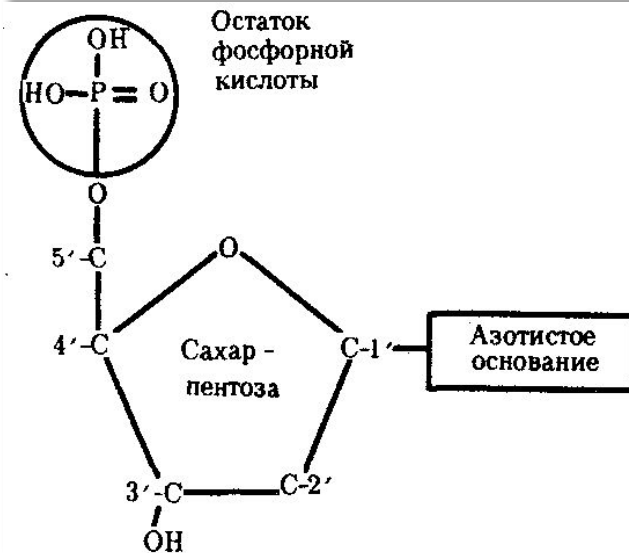 Остаток
фосфорной
кислоты
OH
HO-P=O
O
5′-C
O
4′-C
Сахар-
пентоза
C-1′
Азотистое
основание
3′-C
C-2′
OH